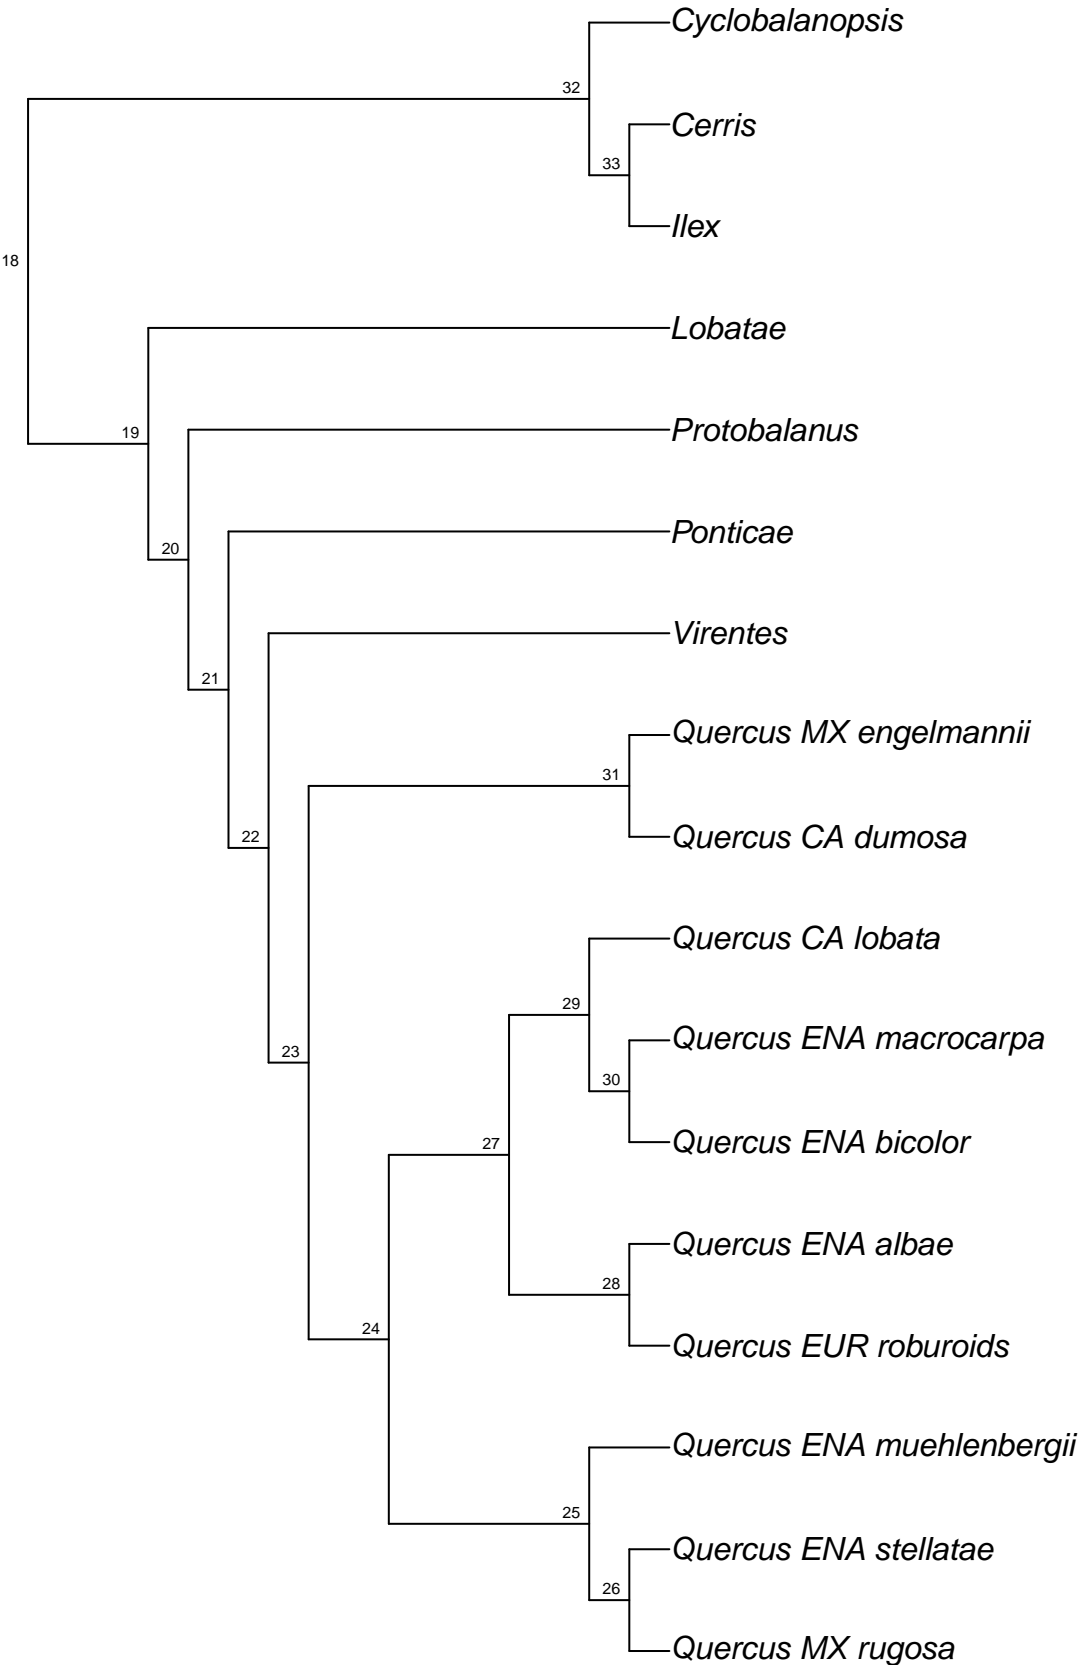 Cyclobalanopsis
32
Cerris
33
Ilex
18
Lobatae
19
Protobalanus
20
Ponticae
Virentes
21
Quercus MX engelmannii
31
Quercus CA dumosa
22
Quercus CA lobata
29
Quercus ENA macrocarpa
23
30
Quercus ENA bicolor
27
Quercus ENA albae
28
24
Quercus EUR roburoids
Quercus ENA muehlenbergii
25
Quercus ENA stellatae
26
Quercus MX rugosa